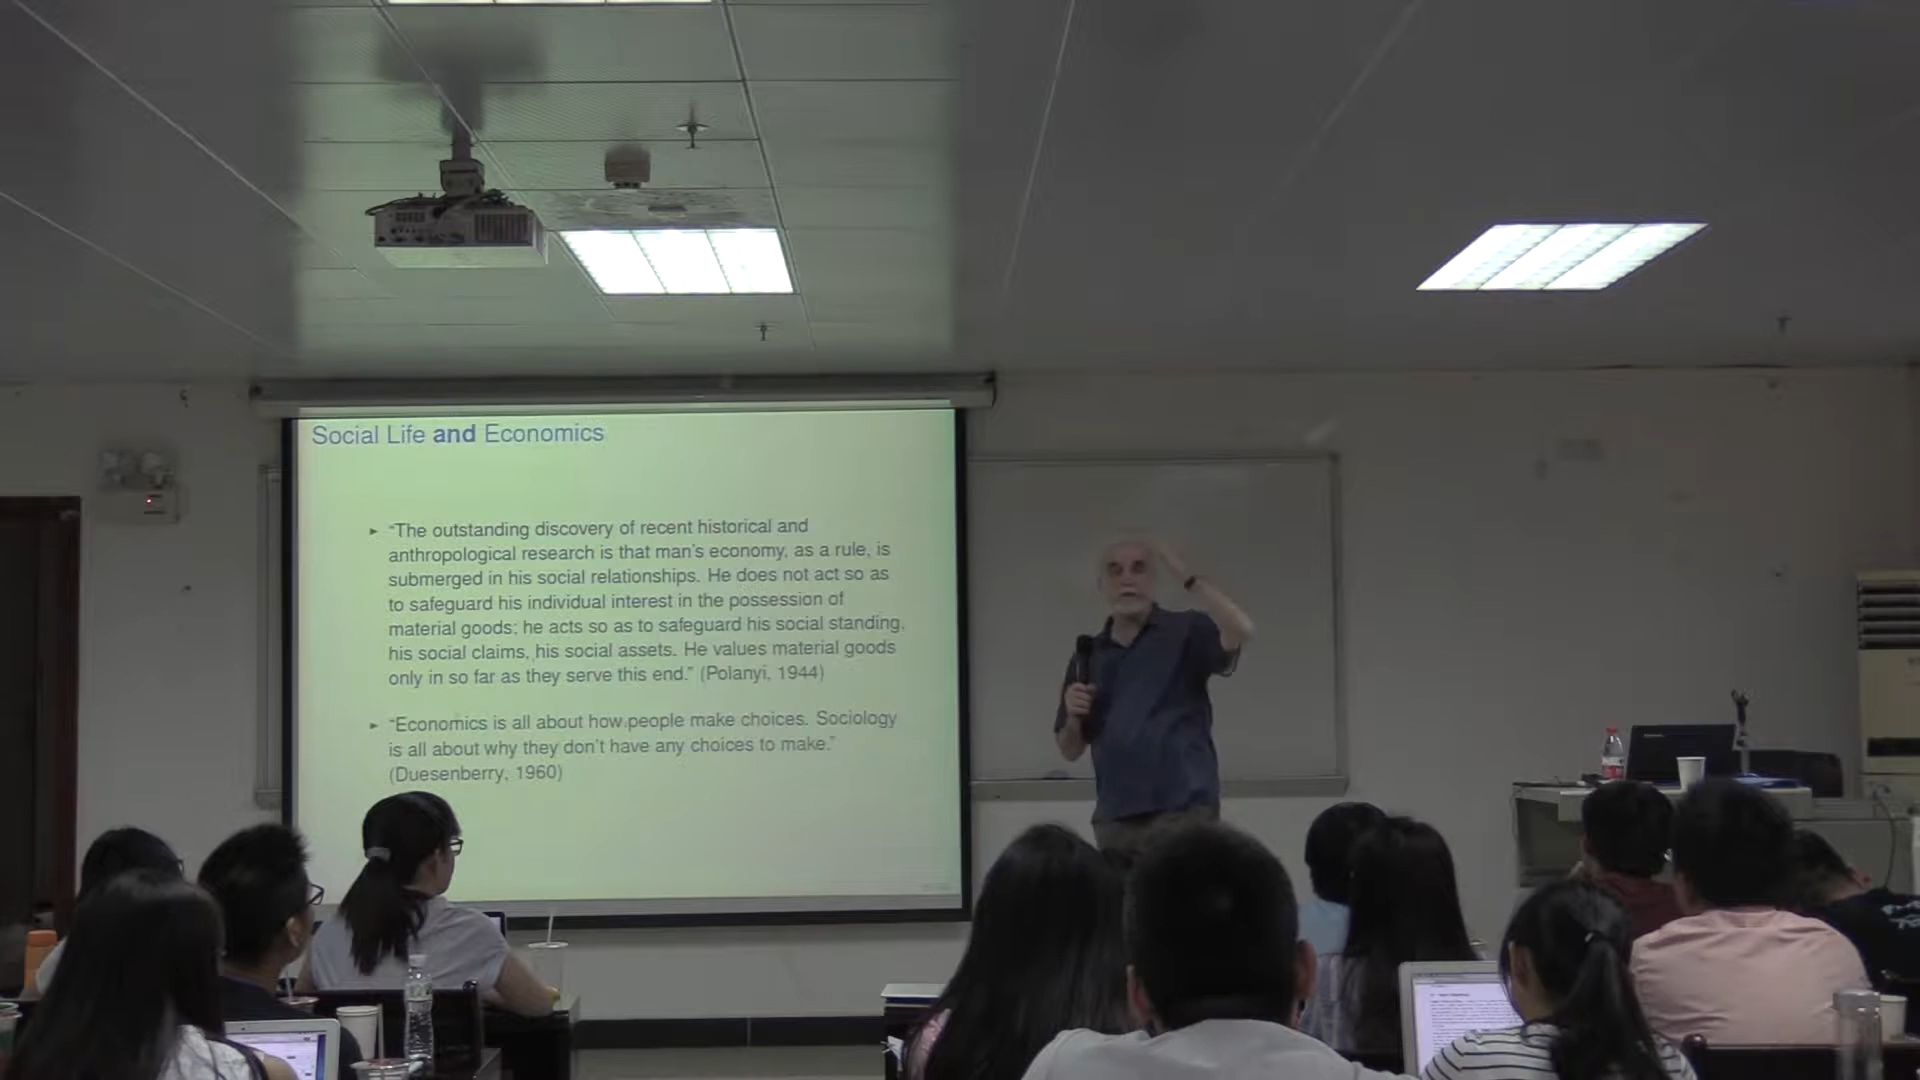 Social Life and Economics
► “The outstanding discovery of recent historical and
anthropological research is that man's economy, as a rule, is
submerged in his social relationships. He does not act so as
to safeguard his individual interest in the possession of
material goods; he acts so as to safeguard his social standing,
his social claims, his social assets. He values material goods
only in so far as they serve this end.” (Polanyi, 1944)
► “Economics is all about how people make choices. Sociology
is all about why they don't have any choices to make.”
(Duesenberry, 1960)